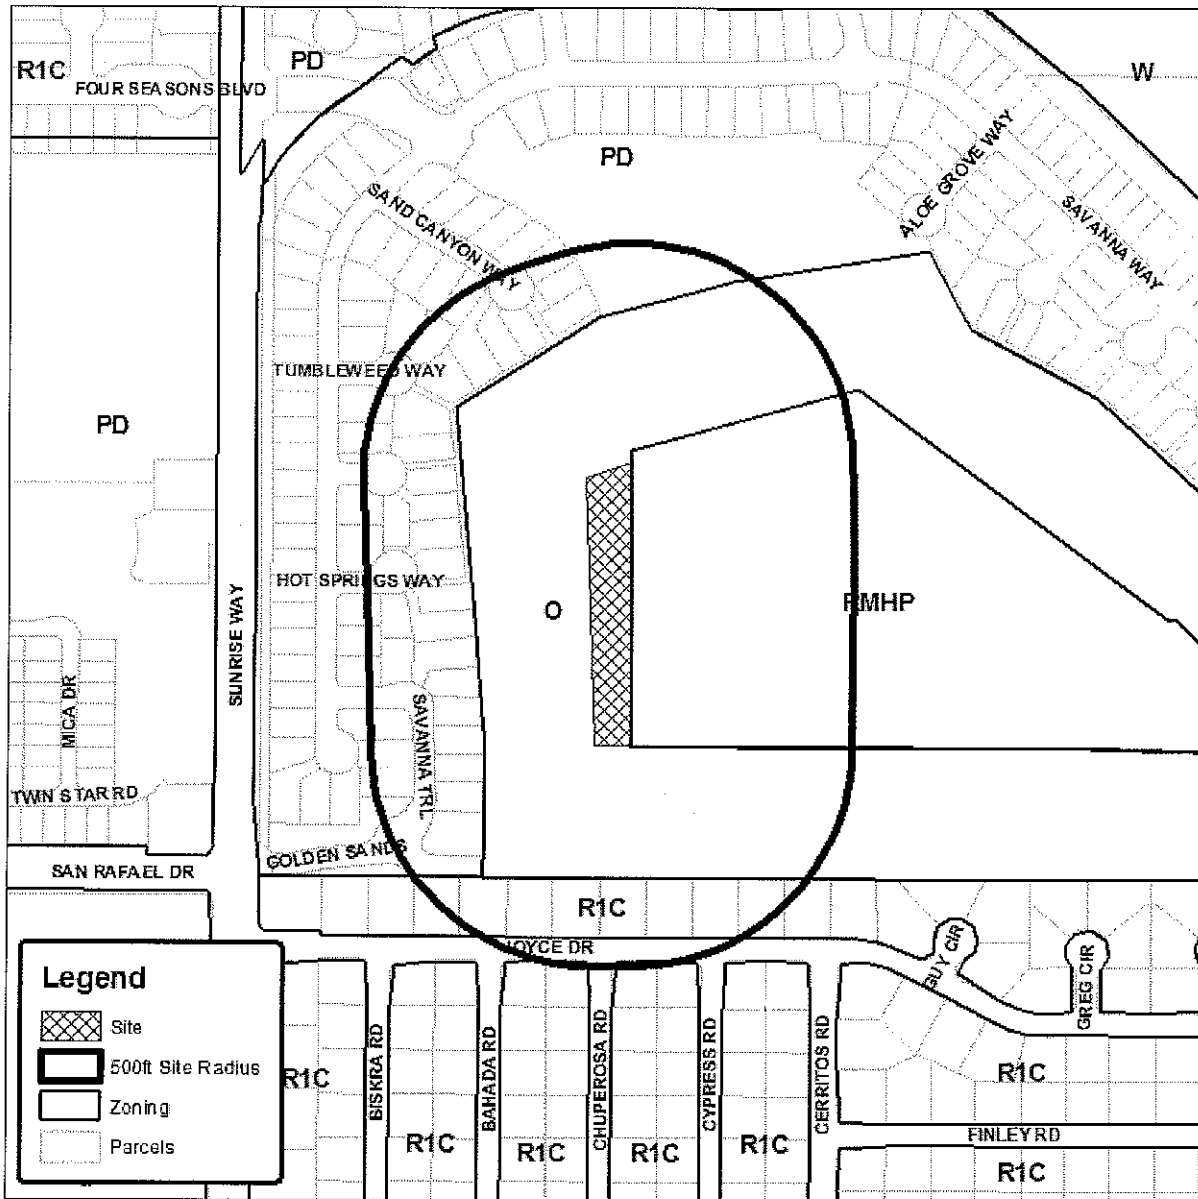 PD
R1C
FOUR SEASONS BLVD
W
PD
ALOE GROVE WAY
SAND CANYON WAY
SAVANNA WAY
TUMBLEWEED WAY
PD
HOT SPRINGS WAY
O
RMHP
SUNRISE WAY
MICA DR
SAVANNA TRL
TWIN STAR RD
GOLDEN SANDS
SAN RAFAEL DR
R1C
JOYCE DR
GUY CIR
GREG CIR
Legend
Site
500ft Site Radius
Zoning
Parcels
BISKRA RD
BAHADA RD
CHUPEROSA RD
CYPRESS RD
CERRITOS RD
R1C
R1C
R1C
R1C
R1C
R1C
FINLEY RD
R1C